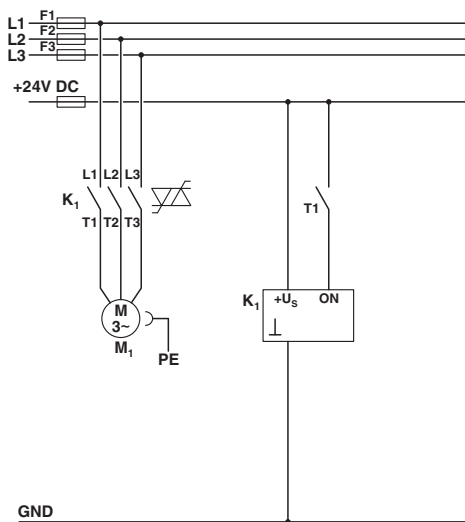 L1 F1
L2 F2
L3 F3
+24V DC
L1 L2 L3
K1
T1 T2 T3
T1
M
3~
M1
PE
K1
+Us ON
GND